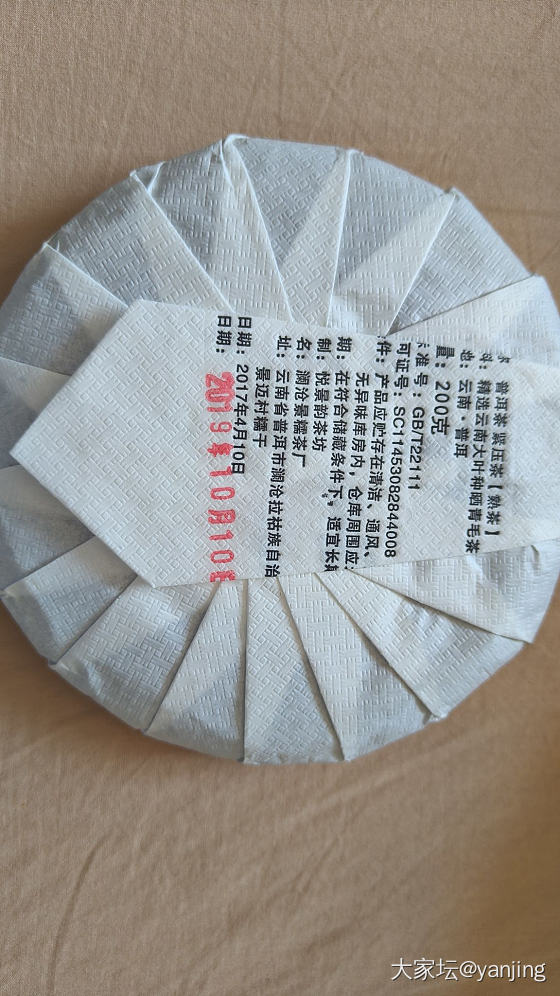 普洱茶 紧压茶【熟茶】
精选云南大叶种晒青毛茶
云南·普洱
量：200克
准号：GB/T22111
可证号：SC11453082844008
件：产品应贮存在清洁、通风、
无异味库房内，仓库周围应
期：在符合储藏条件下，适宜长
制：悦景韵茶坊
名：澜沧景糯茶厂
址：云南省普洱市澜沧拉祜族自治
景迈村糯干
日期：2017年4月10日
日期：2019年10月10日
大家坛@yanjing